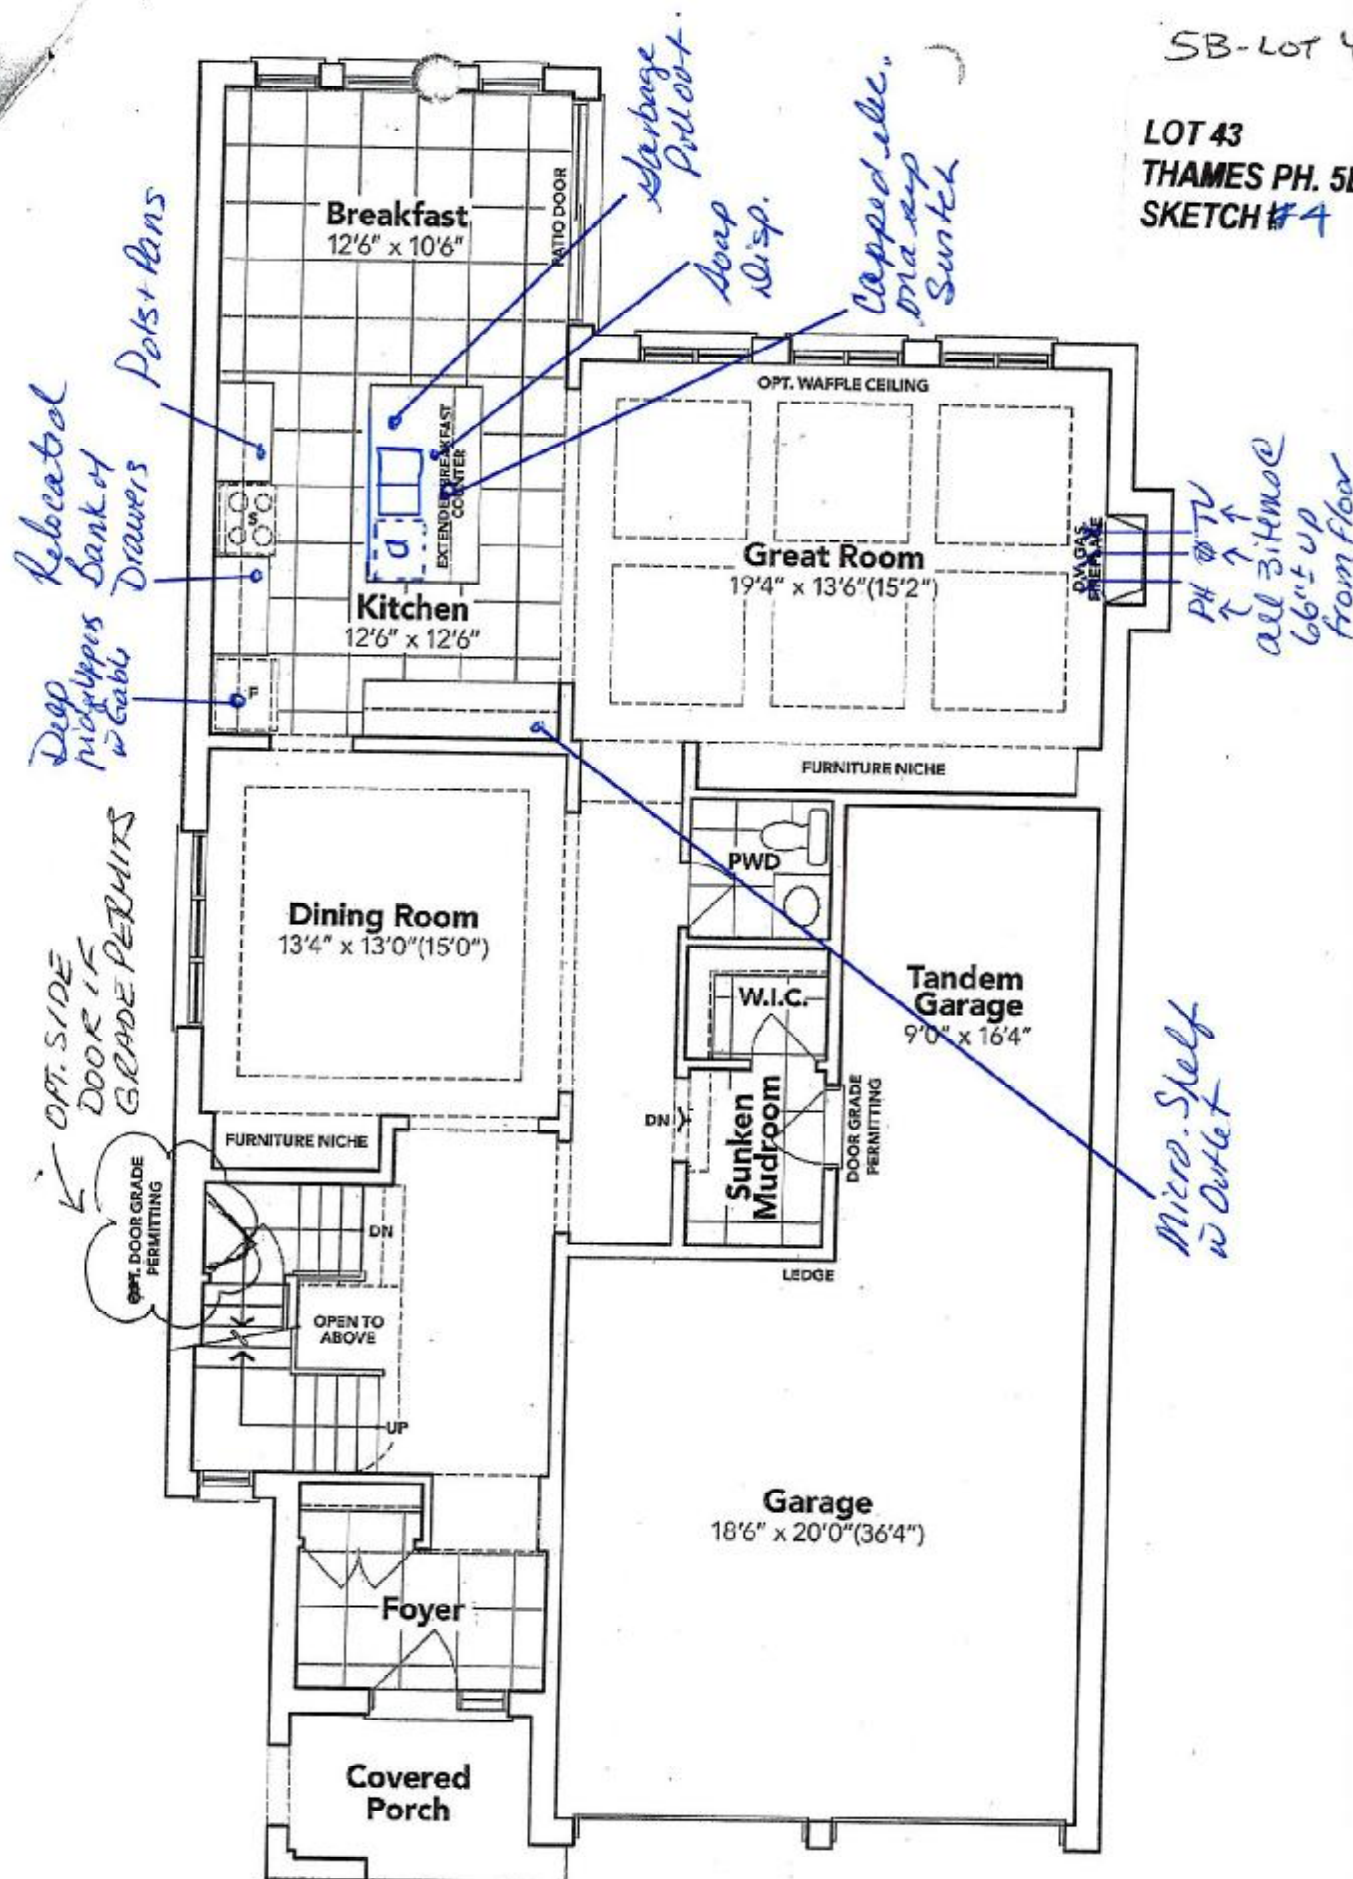 5B-LOT 4
LOT 43
THAMES PH. 5
SKETCH #4
Garbage
Pullout.
Soap
Disp.
Capped elec.
on a sep
Switch
Pots + Pans
Relocated
Bank of
Drawers
Deep
uppers
w Gable
Breakfast
12'6" x 10'6"
PATIO DOOR
EXTENDED BREAKFAST
COUNTER
S
d
F
Kitchen
12'6" x 12'6"
OPT. WAFFLE CEILING
Great Room
19'4" x 13'6"(15'2")
D.V. GAS
FIREPLACE
PH
TV
all 3 items @
66"± up
from floor
FURNITURE NICHE
PWD
W.I.C.
DN
Sunken
Mudroom
DOOR GRADE
PERMITTING
Tandem
Garage
9'0" x 16'4"
Micro. Shelf
w Outlet
Dining Room
13'4" x 13'0"(15'0")
OPT. SIDE
DOOR IF
GRADE PERMITS
FURNITURE NICHE
OPT. DOOR GRADE
PERMITTING
DN
OPEN TO
ABOVE
UP
LEDGE
Garage
18'6" x 20'0"(36'4")
Foyer
Covered
Porch